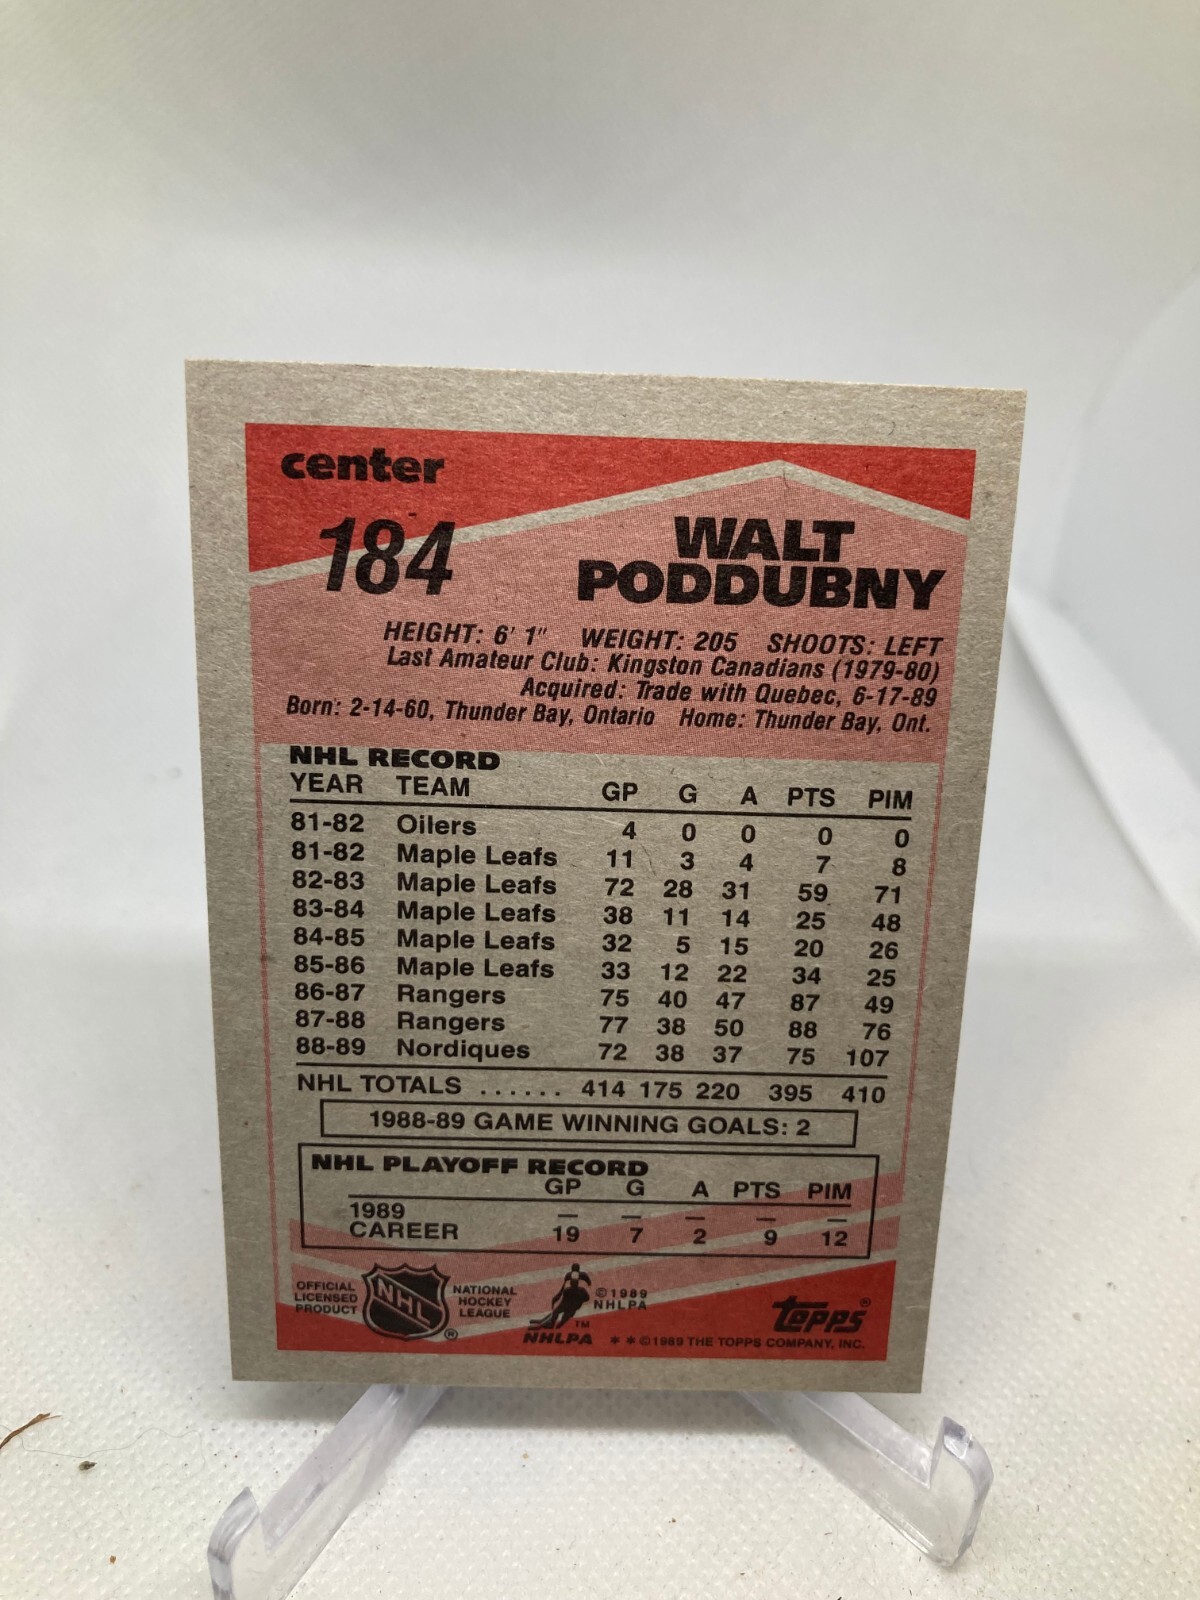 center
184
WALT
PODDUBNY
HEIGHT: 6' 1" WEIGHT: 205 SHOOTS: LEFT
Last Amateur Club: Kingston Canadians (1979-80)
Acquired: Trade with Quebec, 6-17-89
Born: 2-14-60, Thunder Bay, Ontario Home: Thunder Bay, Ont.
NHL RECORD
YEAR TEAM GP G A PTS PIM
81-82 Oilers 4 0 0 0 0
81-82 Maple Leafs 11 3 4 7 8
82-83 Maple Leafs 72 28 31 59 71
83-84 Maple Leafs 38 11 14 25 48
84-85 Maple Leafs 32 5 15 20 26
85-86 Maple Leafs 33 12 22 34 25
86-87 Rangers 75 40 47 87 49
87-88 Rangers 77 38 50 88 76
88-89 Nordiques 72 38 37 75 107
NHL TOTALS ...... 414 175 220 395 410
1988-89 GAME WINNING GOALS: 2
NHL PLAYOFF RECORD
GP G A PTS PIM
1989 — — — — —
CAREER 19 7 2 9 12
OFFICIAL
LICENSED
PRODUCT
NHL
®
NATIONAL
HOCKEY
LEAGUE
TM
NHLPA
©1989
NHLPA
topps®
**©1989 THE TOPPS COMPANY, INC.